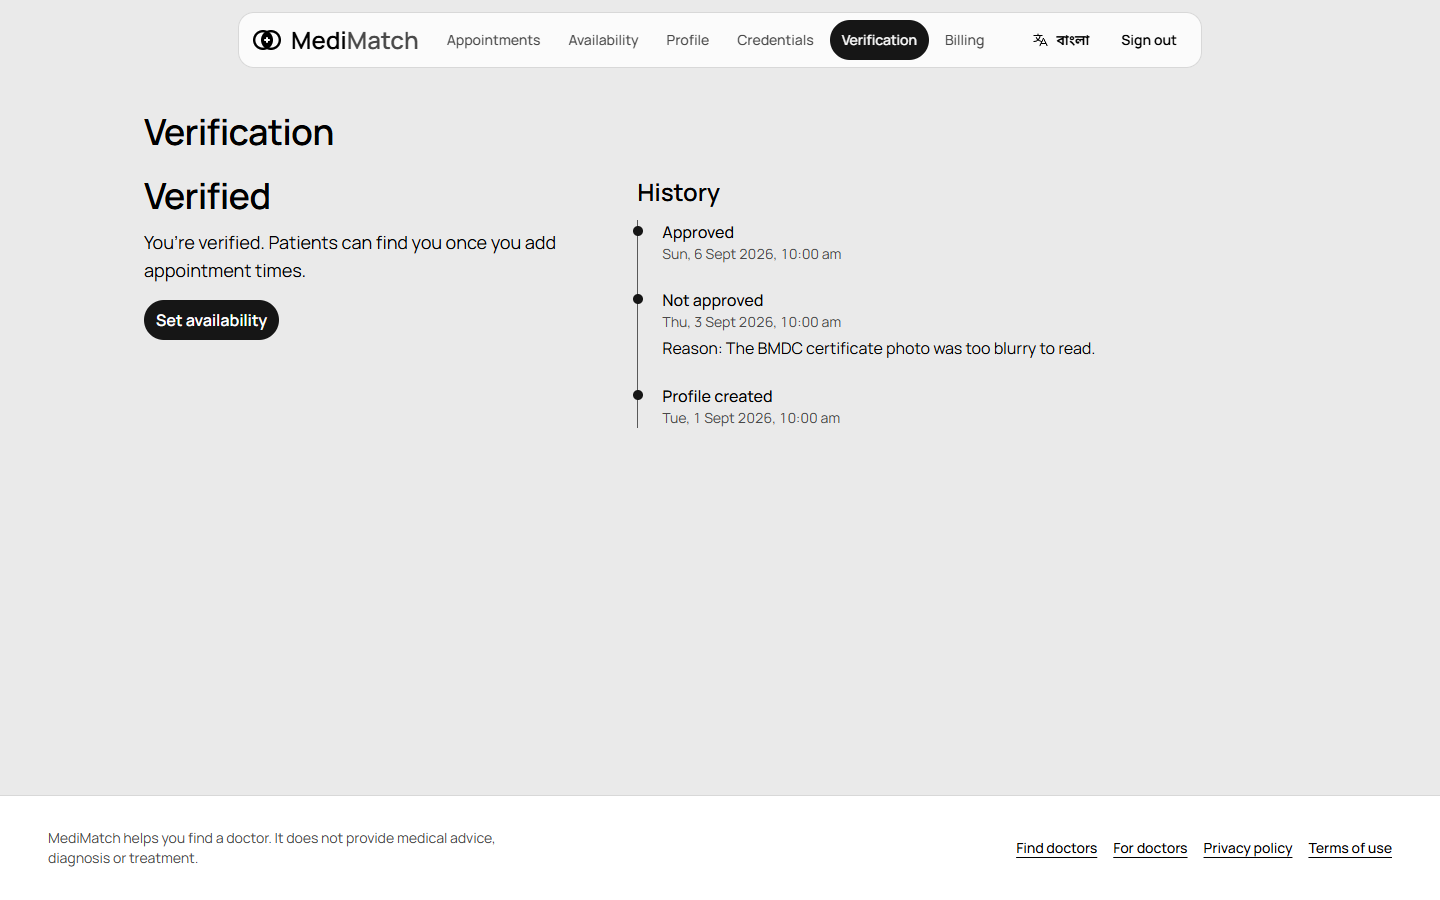 MediMatch
Appointments
Availability
Profile
Credentials
Verification
Billing
বাংলা
Sign out
Verification
Verified
You're verified. Patients can find you once you add
appointment times.
Set availability
History
Approved
Sun, 6 Sept 2026, 10:00 am
Not approved
Thu, 3 Sept 2026, 10:00 am
Reason: The BMDC certificate photo was too blurry to read.
Profile created
Tue, 1 Sept 2026, 10:00 am
MediMatch helps you find a doctor. It does not provide medical advice,
diagnosis or treatment.
Find doctors
For doctors
Privacy policy
Terms of use